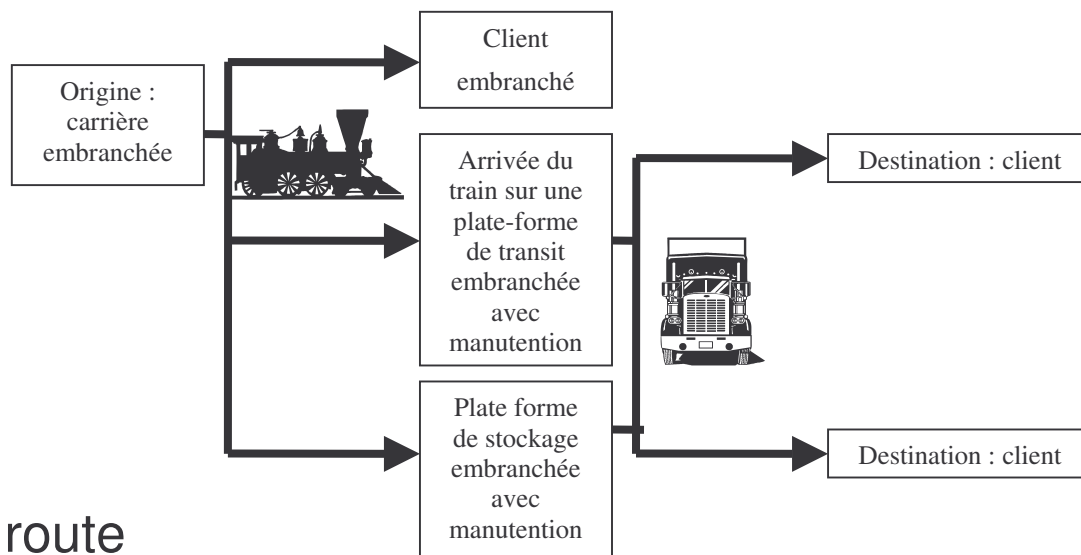 Client
embranché
Origine :
carrière
embranchée
Arrivée du
train sur une
plate-forme
de transit
embranchée
avec
manutention
Destination : client
Plate forme
de stockage
embranchée
avec
manutention
Destination : client
route